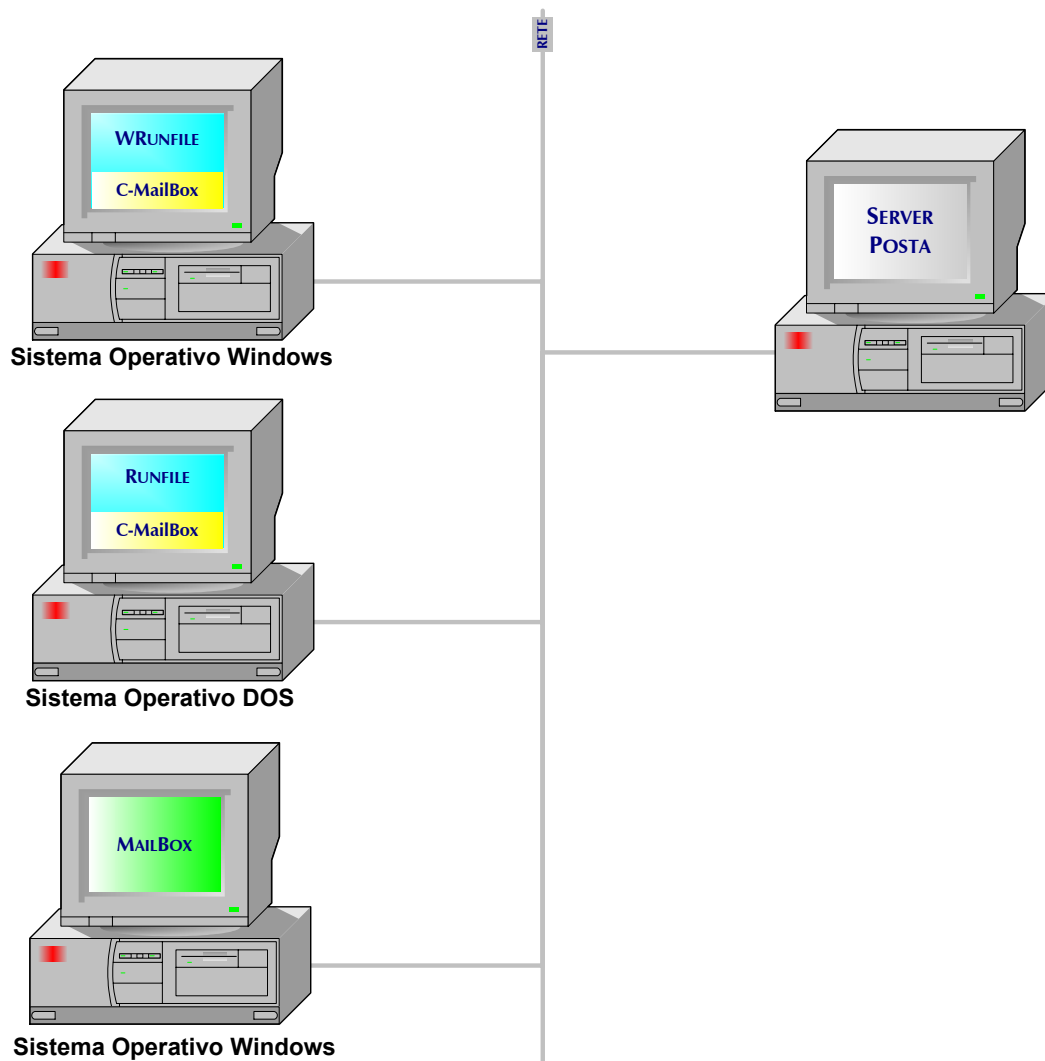 RETE
WRUNFILE
C-MailBox
Sistema Operativo Windows
SERVER
POSTA
RUNFILE
C-MailBox
Sistema Operativo DOS
MAILBOX
Sistema Operativo Windows